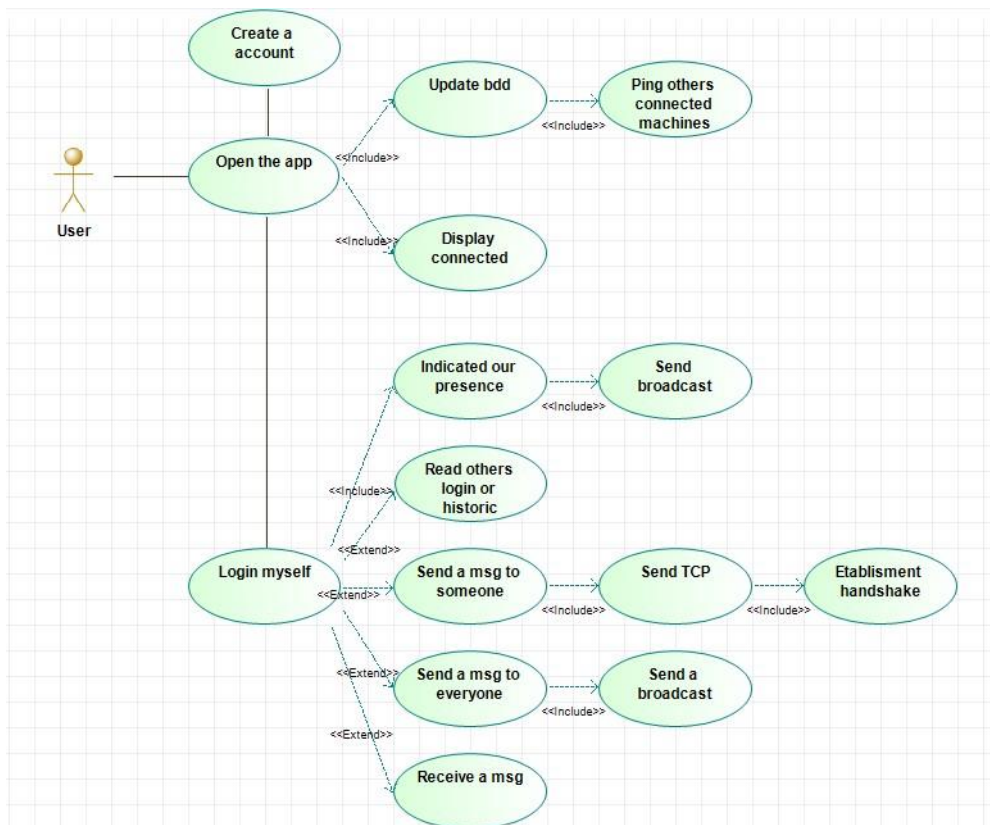 Create a
account
Update bdd
Ping others
connected
machines
<<Include>>
Open the app
<<Include>>
User
<<Include>>
Display
connected
Indicated our
presence
Send
broadcast
<<Include>>
Read others
login or
historic
<<Include>>
<<Extend>>
Login myself
<<Extend>>
Send a msg to
someone
Send TCP
Etablisment
handshake
<<Include>>
<<Include>>
<<Extend>>
Send a msg to
everyone
Send a
broadcast
<<Include>>
<<Extend>>
Receive a msg